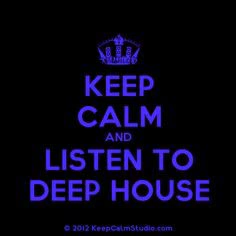 KEEP
CALM
AND
LISTEN TO
DEEP HOUSE
© 2012 KeepCalmStudio.com